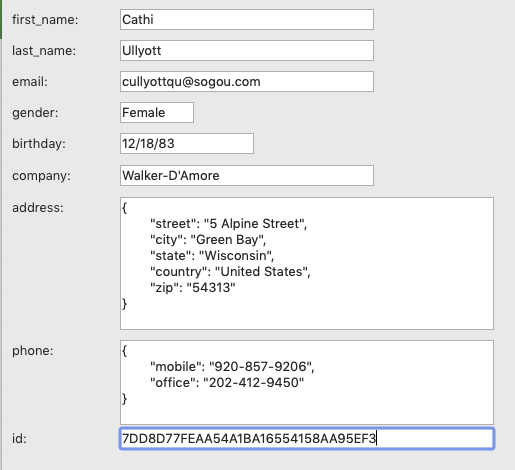 first_name: Cathi
last_name: Ullyott
email: cullyottqu@sogou.com
gender: Female
birthday: 12/18/83
company: Walker-D'Amore
address: {
"street": "5 Alpine Street",
"city": "Green Bay",
"state": "Wisconsin",
"country": "United States",
"zip": "54313"
}
phone: {
"mobile": "920-857-9206",
"office": "202-412-9450"
}
id: 7DD8D77FEAA54A1BA16554158AA95EF3